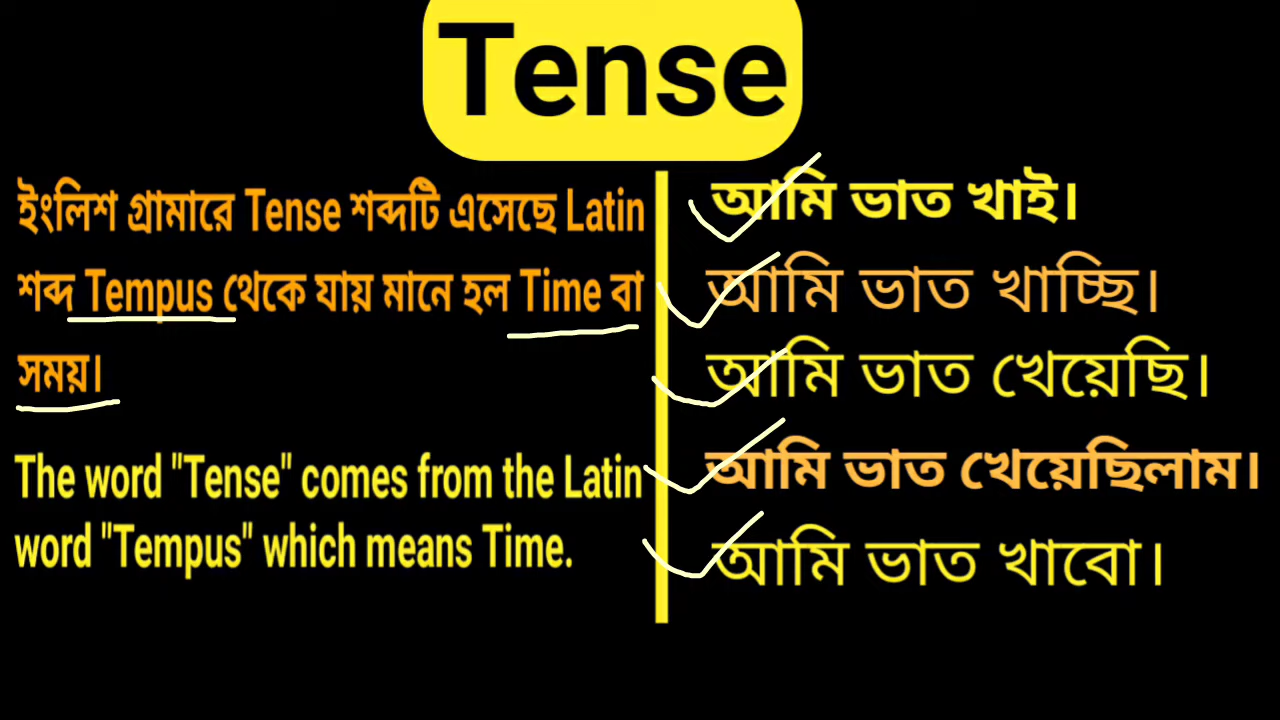 Tense
ইংলিশ গ্রামারে Tense শব্দটি এসেছে Latin
শব্দ Tempus থেকে যায় মানে হল Time বা
সময়।
The word "Tense" comes from the Latin
word "Tempus" which means Time.
আমি ভাত খাই।
আমি ভাত খাচ্ছি।
আমি ভাত খেয়েছি।
আমি ভাত খেয়েছিলাম।
আমি ভাত খাবো।